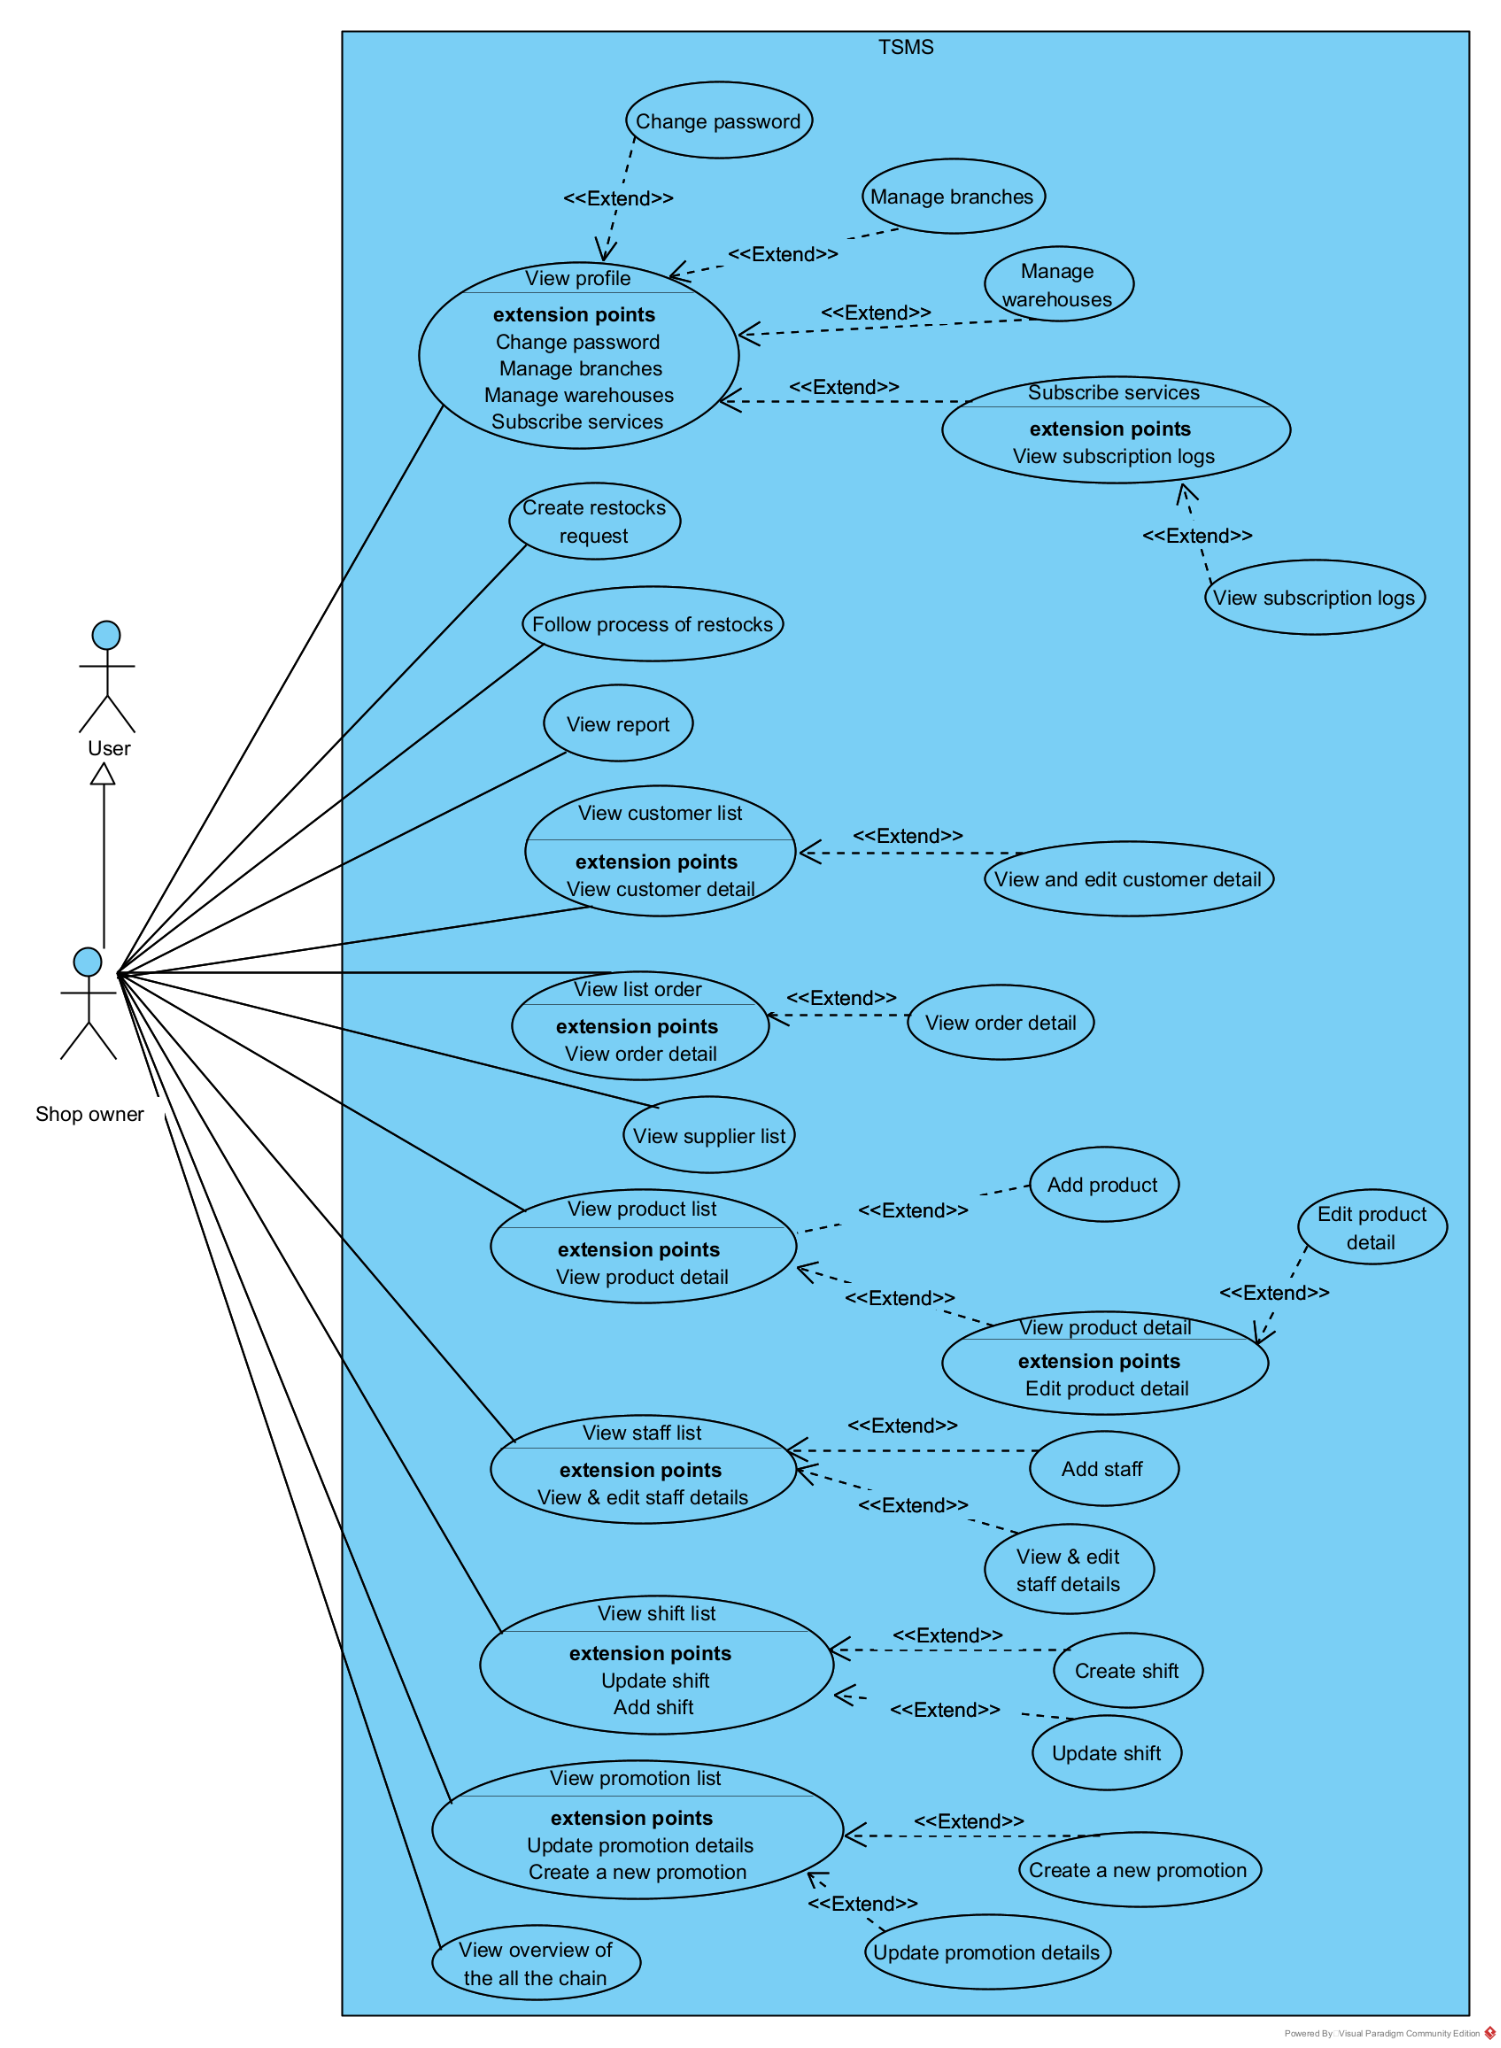 TSMS
Change password
<<Extend>>
Manage branches
<<Extend>>
Manage
warehouses
<<Extend>>
View profile
extension points
Change password
Manage branches
Manage warehouses
Subscribe services
<<Extend>>
Subscribe services
extension points
View subscription logs
<<Extend>>
View subscription logs
Create restocks
request
Follow process of restocks
View report
User
View customer list
extension points
View customer detail
<<Extend>>
View and edit customer detail
Shop owner
View list order
extension points
View order detail
<<Extend>>
View order detail
View supplier list
View product list
extension points
View product detail
<<Extend>>
Add product
<<Extend>>
View product detail
extension points
Edit product detail
<<Extend>>
Edit product
detail
View staff list
extension points
View & edit staff details
<<Extend>>
Add staff
<<Extend>>
View & edit
staff details
View shift list
extension points
Update shift
Add shift
<<Extend>>
Create shift
<<Extend>>
Update shift
View promotion list
extension points
Update promotion details
Create a new promotion
<<Extend>>
Create a new promotion
<<Extend>>
Update promotion details
View overview of
the all the chain
Powered By Visual Paradigm Community Edition